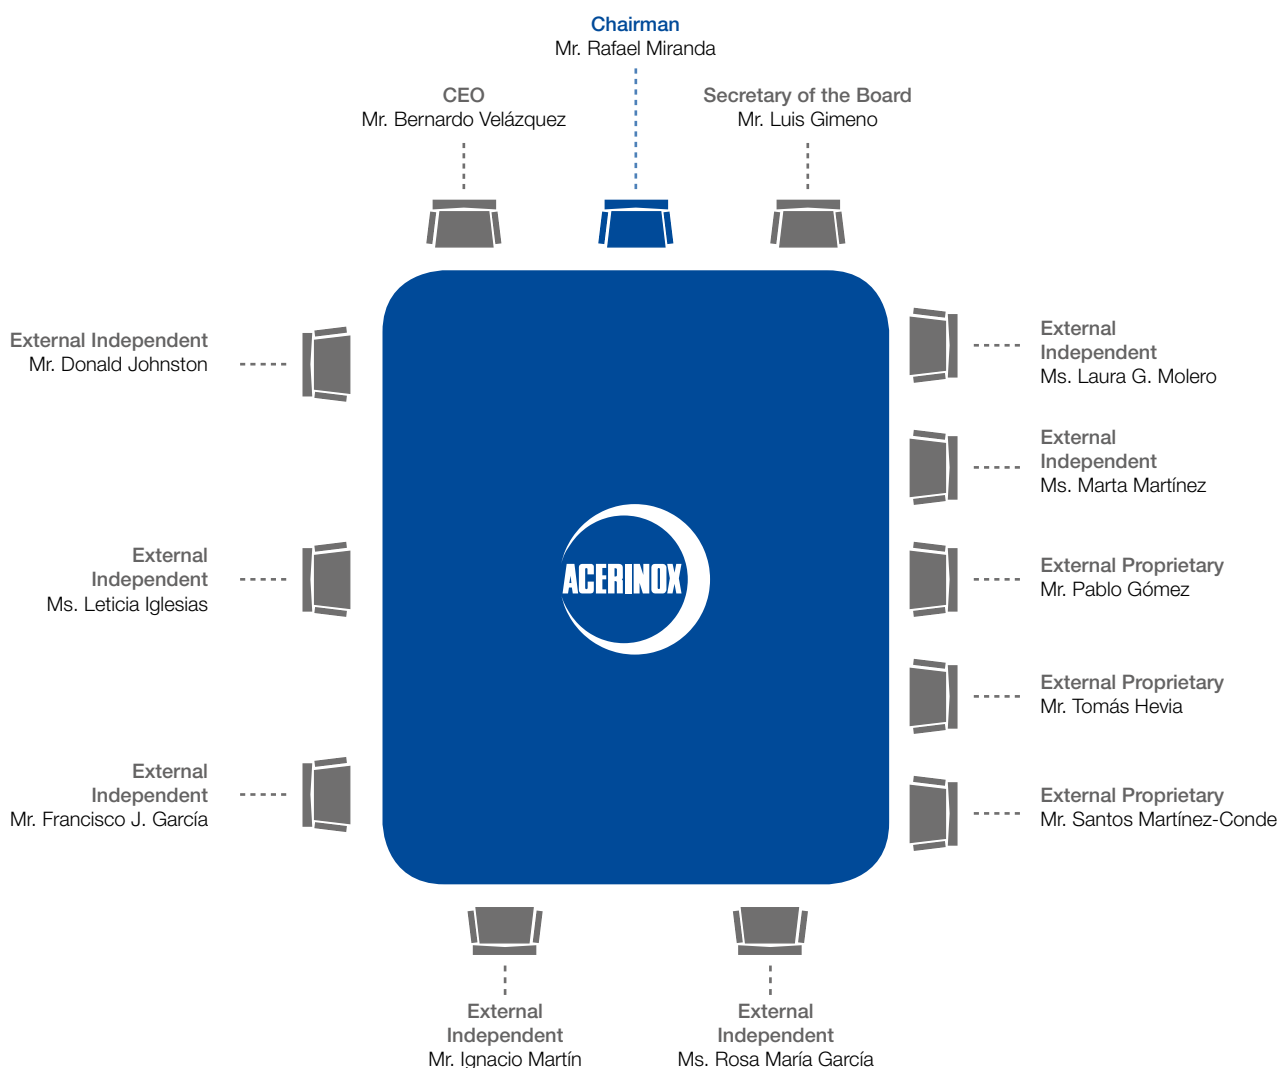 Chairman
Mr. Rafael Miranda
CEO
Mr. Bernardo Velázquez
Secretary of the Board
Mr. Luis Gimeno
External Independent
Mr. Donald Johnston
External
Independent
Ms. Leticia Iglesias
External
Independent
Mr. Francisco J. García
ACERINOX
External
Independent
Ms. Laura G. Molero
External
Independent
Ms. Marta Martínez
External Proprietary
Mr. Pablo Gómez
External Proprietary
Mr. Tomás Hevia
External Proprietary
Mr. Santos Martínez-Conde
External
Independent
Mr. Ignacio Martín
External
Independent
Ms. Rosa María García